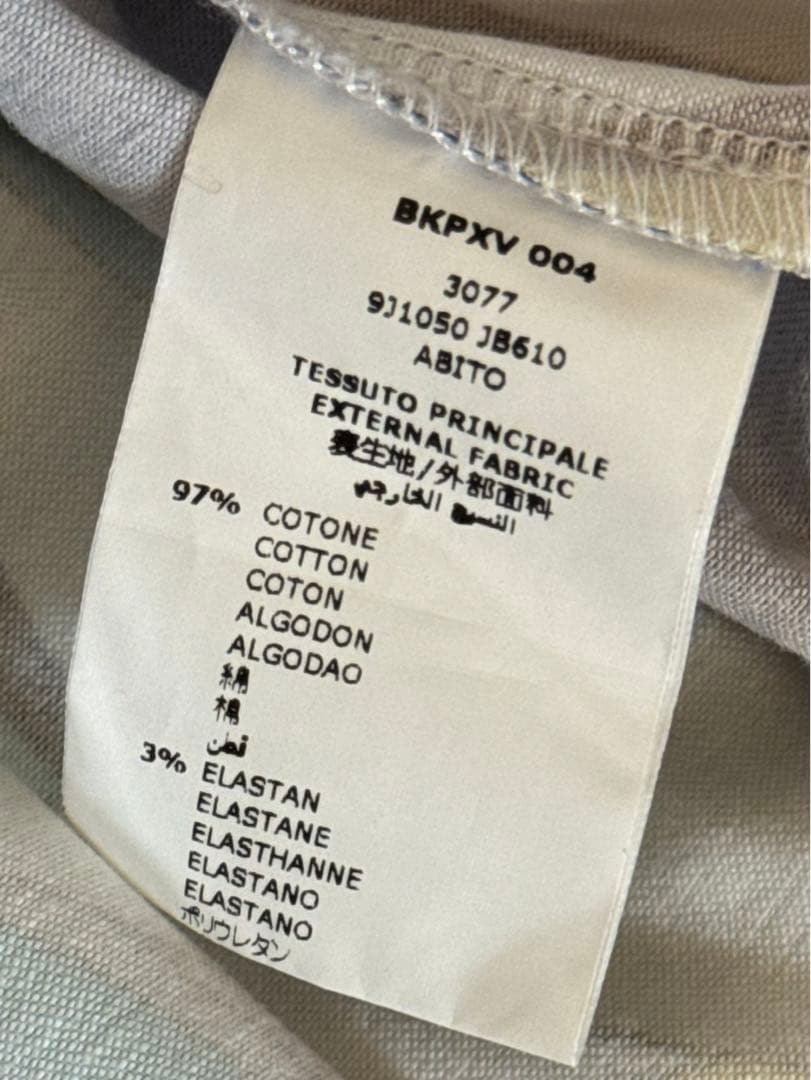 BKPXV 004
3077
9J1050 JB610
ABITO
TESSUTO PRINCIPALE
EXTERNAL FABRIC
表生地/外部面料
النسيج الخارجي
97% COTONE
COTTON
COTON
ALGODON
ALGODAO
綿
棉
قطن
3% ELASTAN
ELASTANE
ELASTHANNE
ELASTANO
ELASTANO
ポリウレタン